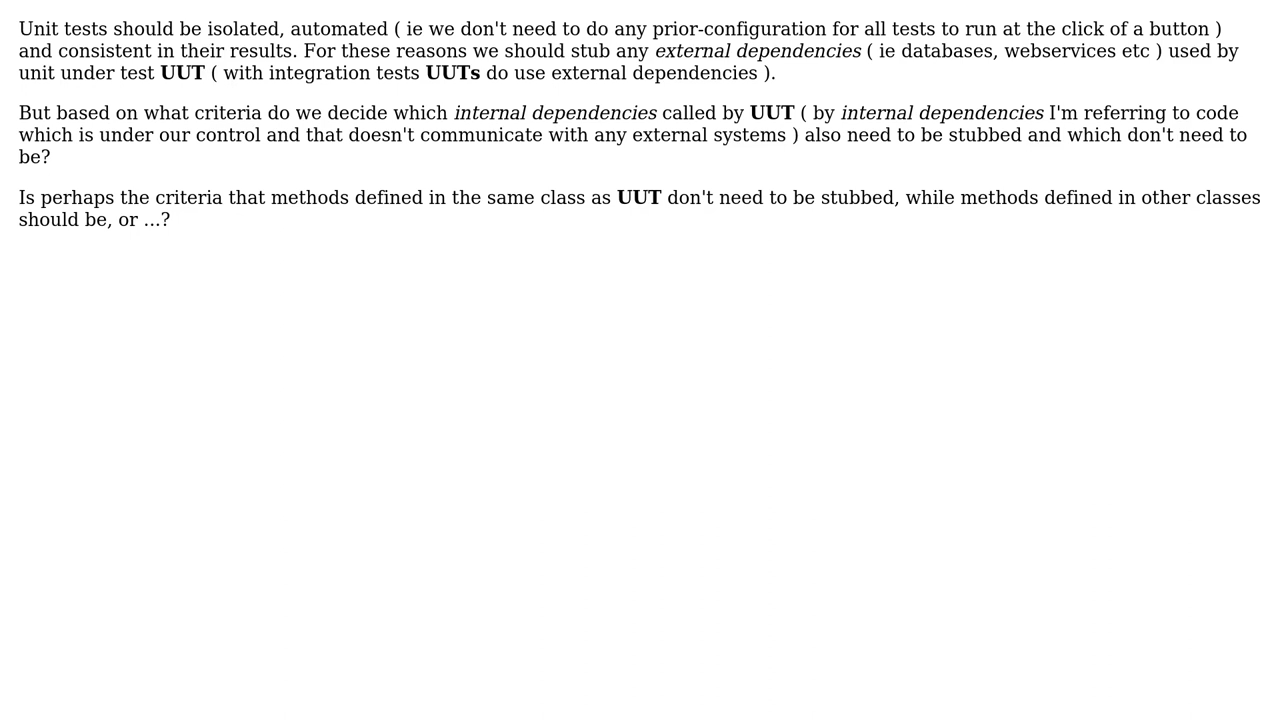 Unit tests should be isolated, automated ( ie we don't need to do any prior-configuration for all tests to run at the click of a button )
and consistent in their results. For these reasons we should stub any external dependencies ( ie databases, webservices etc ) used by
unit under test UUT ( with integration tests UUTs do use external dependencies ).
But based on what criteria do we decide which internal dependencies called by UUT ( by internal dependencies I'm referring to code
which is under our control and that doesn't communicate with any external systems ) also need to be stubbed and which don't need to
be?
Is perhaps the criteria that methods defined in the same class as UUT don't need to be stubbed, while methods defined in other classes
should be, or ...?